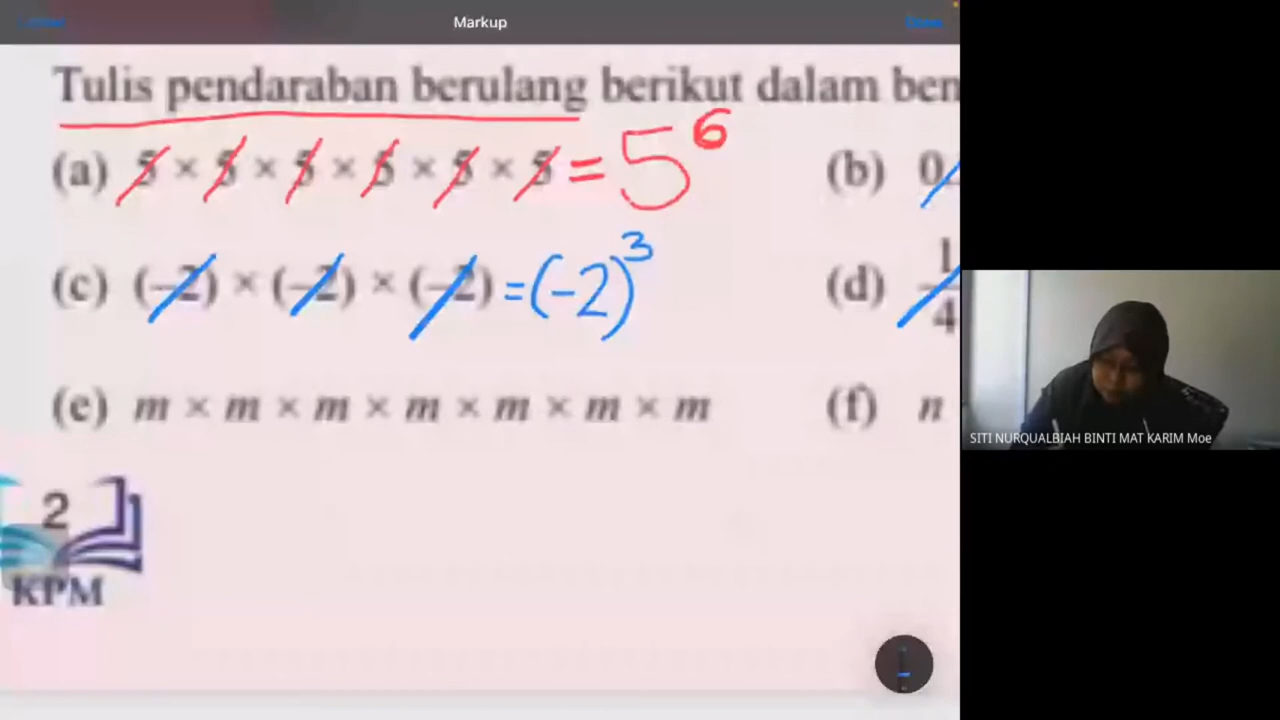 Markup
Tulis pendaraban berulang berikut dalam ben
(a) 5 × 5 × 5 × 5 × 5 × 5 = 5⁶
(b) 0
(c) (–2) × (–2) × (–2) = (–2)³
(d) 1/4
(e) m × m × m × m × m × m × m
(f) n
SITI NURQUALBIAH BINTI MAT KARIM Moe
2
KPM